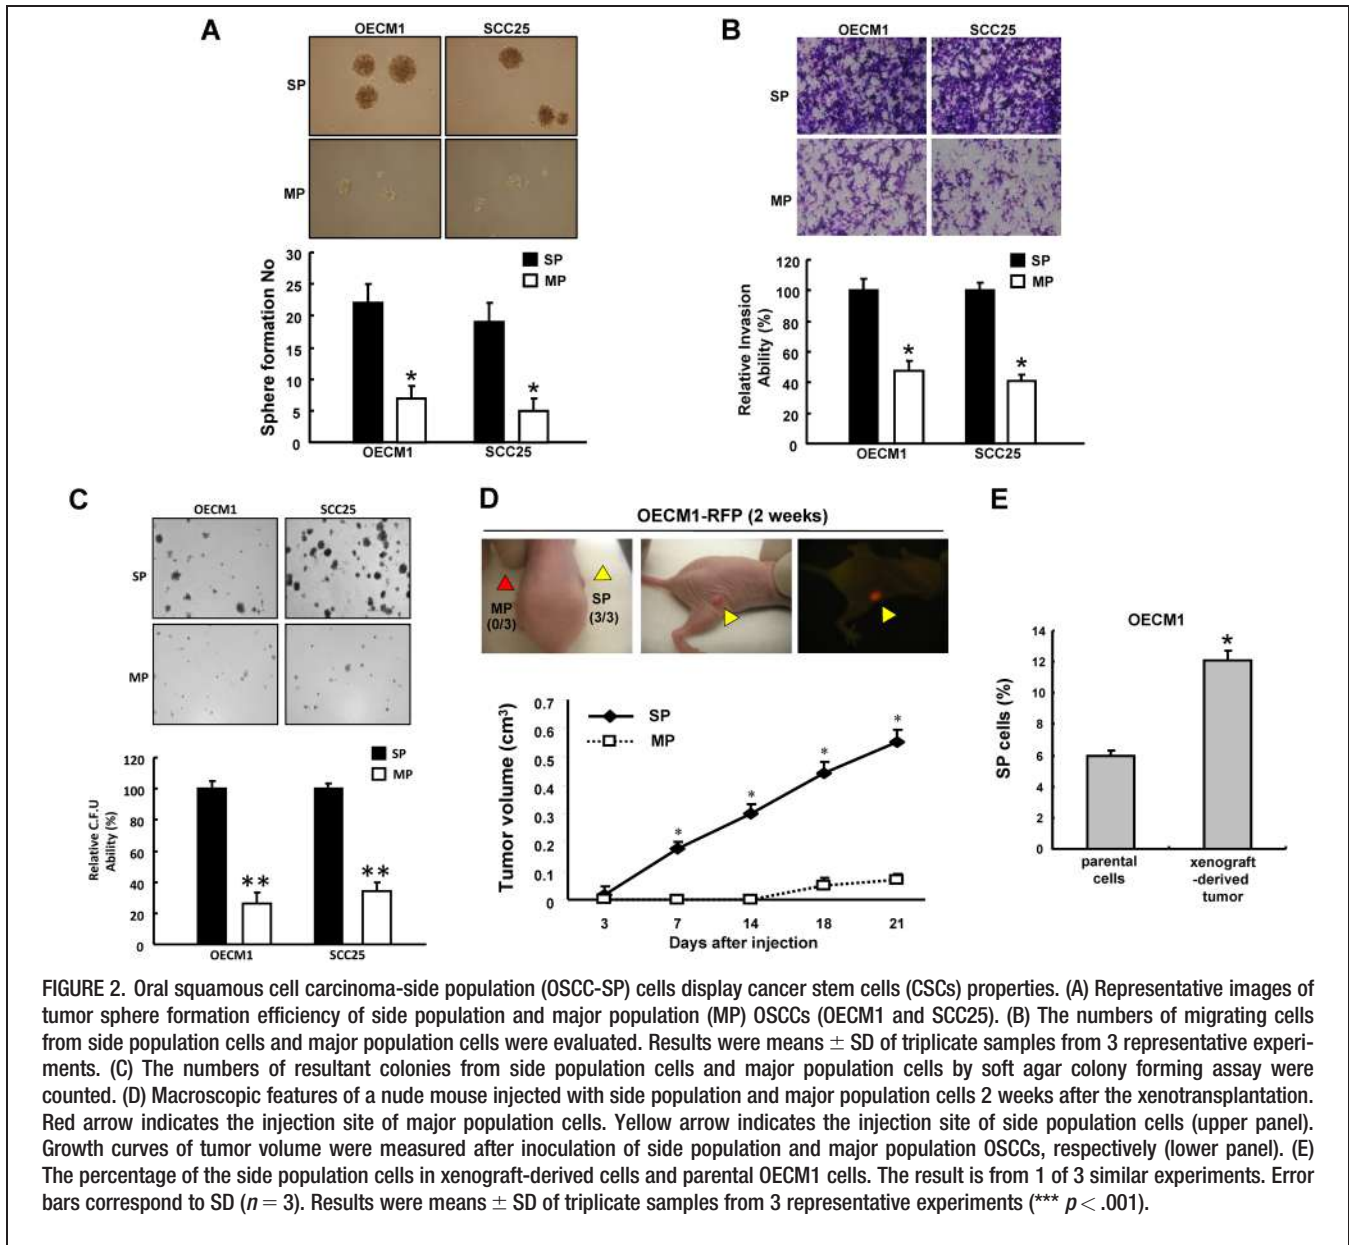 A
OECM1 SCC25
SP
MP
30
25
20
15
10
5
0
Sphere formation No
SP
MP
*
*
OECM1 SCC25
B
OECM1 SCC25
SP
MP
120
100
80
60
40
20
0
Relative Invasion
Ability (%)
SP
MP
*
*
OECM1 SCC25
C
OECM1 SCC25
SP
MP
120
100
80
60
40
20
0
Relative C.F.U
Ability (%)
SP
MP
**
**
OECM1 SCC25
D
OECM1-RFP (2 weeks)
MP
(0/3)
SP
(3/3)
0.7
0.6
0.5
0.4
0.3
0.2
0.1
0
Tumor volume (cm³)
SP
MP
*
*
*
*
3 7 14 18 21
Days after injection
E
OECM1
14
12
10
8
6
4
2
0
SP cells (%)
*
parental
cells
xenograft
-derived
tumor
FIGURE 2. Oral squamous cell carcinoma-side population (OSCC-SP) cells display cancer stem cells (CSCs) properties. (A) Representative images of
tumor sphere formation efficiency of side population and major population (MP) OSCCs (OECM1 and SCC25). (B) The numbers of migrating cells
from side population cells and major population cells were evaluated. Results were means ± SD of triplicate samples from 3 representative experi-
ments. (C) The numbers of resultant colonies from side population cells and major population cells by soft agar colony forming assay were
counted. (D) Macroscopic features of a nude mouse injected with side population and major population cells 2 weeks after the xenotransplantation.
Red arrow indicates the injection site of major population cells. Yellow arrow indicates the injection site of side population cells (upper panel).
Growth curves of tumor volume were measured after inoculation of side population and major population OSCCs, respectively (lower panel). (E)
The percentage of the side population cells in xenograft-derived cells and parental OECM1 cells. The result is from 1 of 3 similar experiments. Error
bars correspond to SD (n = 3). Results were means ± SD of triplicate samples from 3 representative experiments (*** p < .001).